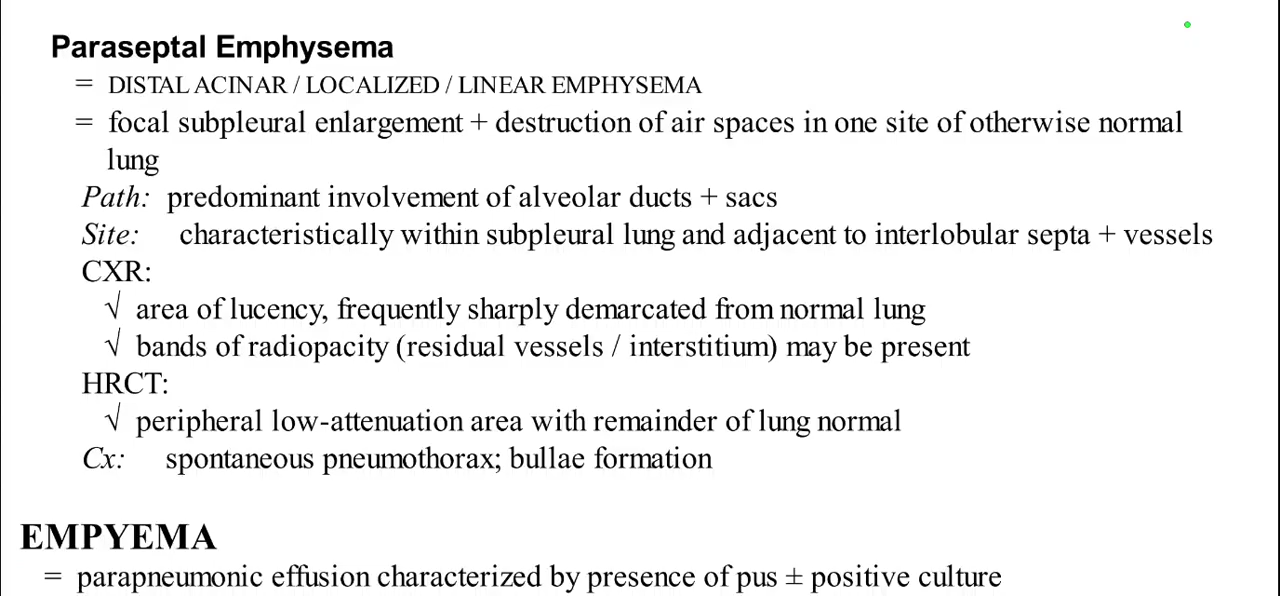 Paraseptal Emphysema
= DISTAL ACINAR / LOCALIZED / LINEAR EMPHYSEMA
= focal subpleural enlargement + destruction of air spaces in one site of otherwise normal
lung
Path: predominant involvement of alveolar ducts + sacs
Site: characteristically within subpleural lung and adjacent to interlobular septa + vessels
CXR:
√ area of lucency, frequently sharply demarcated from normal lung
√ bands of radiopacity (residual vessels / interstitium) may be present
HRCT:
√ peripheral low-attenuation area with remainder of lung normal
Cx: spontaneous pneumothorax; bullae formation
EMPYEMA
= parapneumonic effusion characterized by presence of pus ± positive culture